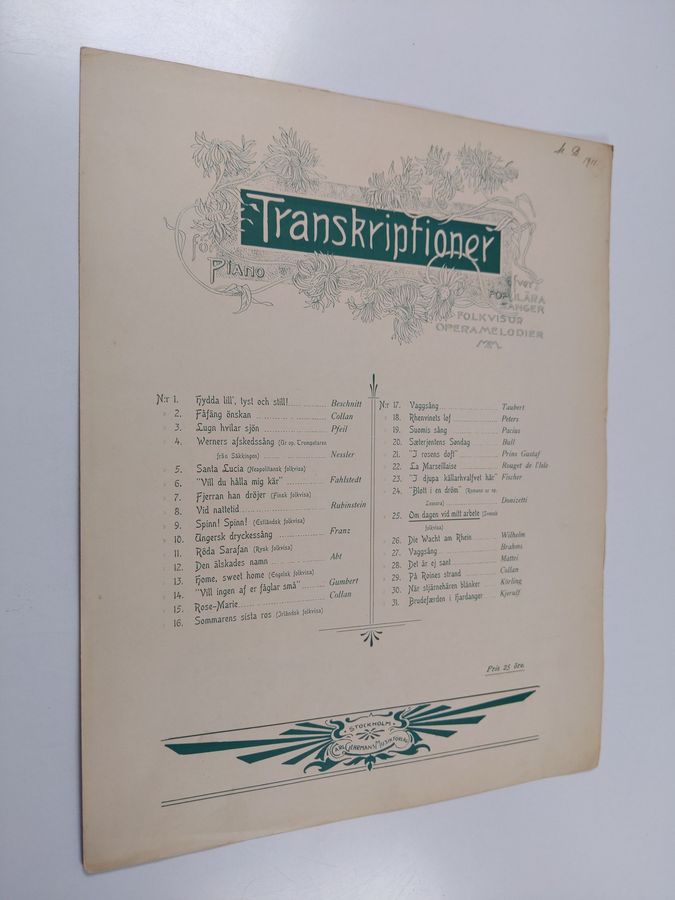 1911.
Transkriptioner
för
Piano
öfver
POPULÄRA
SÅNGER
FOLKVISOR
OPERAMELODIER
M.M.
N:r 1. Hydda lill', tyst och still! Beschnitt
» 2. Fåfäng önskan Collan
» 3. Lugn hvilar sjön Pfeil
» 4. Werners afskedssång (Ur op. Trumpetaren
från Säkkingen) Nessler
» 5. Santa Lucia (Neapolitansk folkvisa)
» 6. "Vill du hålla mig kär" Fahlstedt
» 7. Fjerran han dröjer (Finsk folkvisa)
» 8. Vid nattetid Rubinstein
» 9. Spinn! Spinn! (Estländsk folkvisa)
» 10. Ungersk dryckessång Franz
» 11. Röda Sarafan (Rysk folkvisa)
» 12. Den älskades namn Abt
» 13. Home, sweet home (Engelsk folkvisa)
» 14. "Vill ingen af er fåglar små" Gumbert
» 15. Rose-Marie Collan
» 16. Sommarens sista ros (Irländsk folkvisa)
N:r 17. Vaggsång Taubert
» 18. Rhenvinets lof Peters
» 19. Suomis sång Pacius
» 20. Sæterjentens Søndag Bull
» 21. "I rosens doft" Prins Gustaf
» 22. La Marseillaise Rouget de l'Isle
» 23. "I djupa källarhvalfvet här" Fischer
» 24. "Blott i en dröm" (Romans ur op.
Leonora) Donizetti
» 25. Om dagen vid mitt arbete (Svensk
folkvisa)
» 26. Die Wacht am Rhein Wilhelm
» 27. Vaggsång Brahms
» 28. Det är ej sant Mattei
» 29. På Roines strand Collan
» 30. När stjärnehären blänker Körling
» 31. Brudefærden i Hardanger Kjerulf
Pris 25 öre.
STOCKHOLM
CARL GEHRMANS MUSIKFÖRLAG